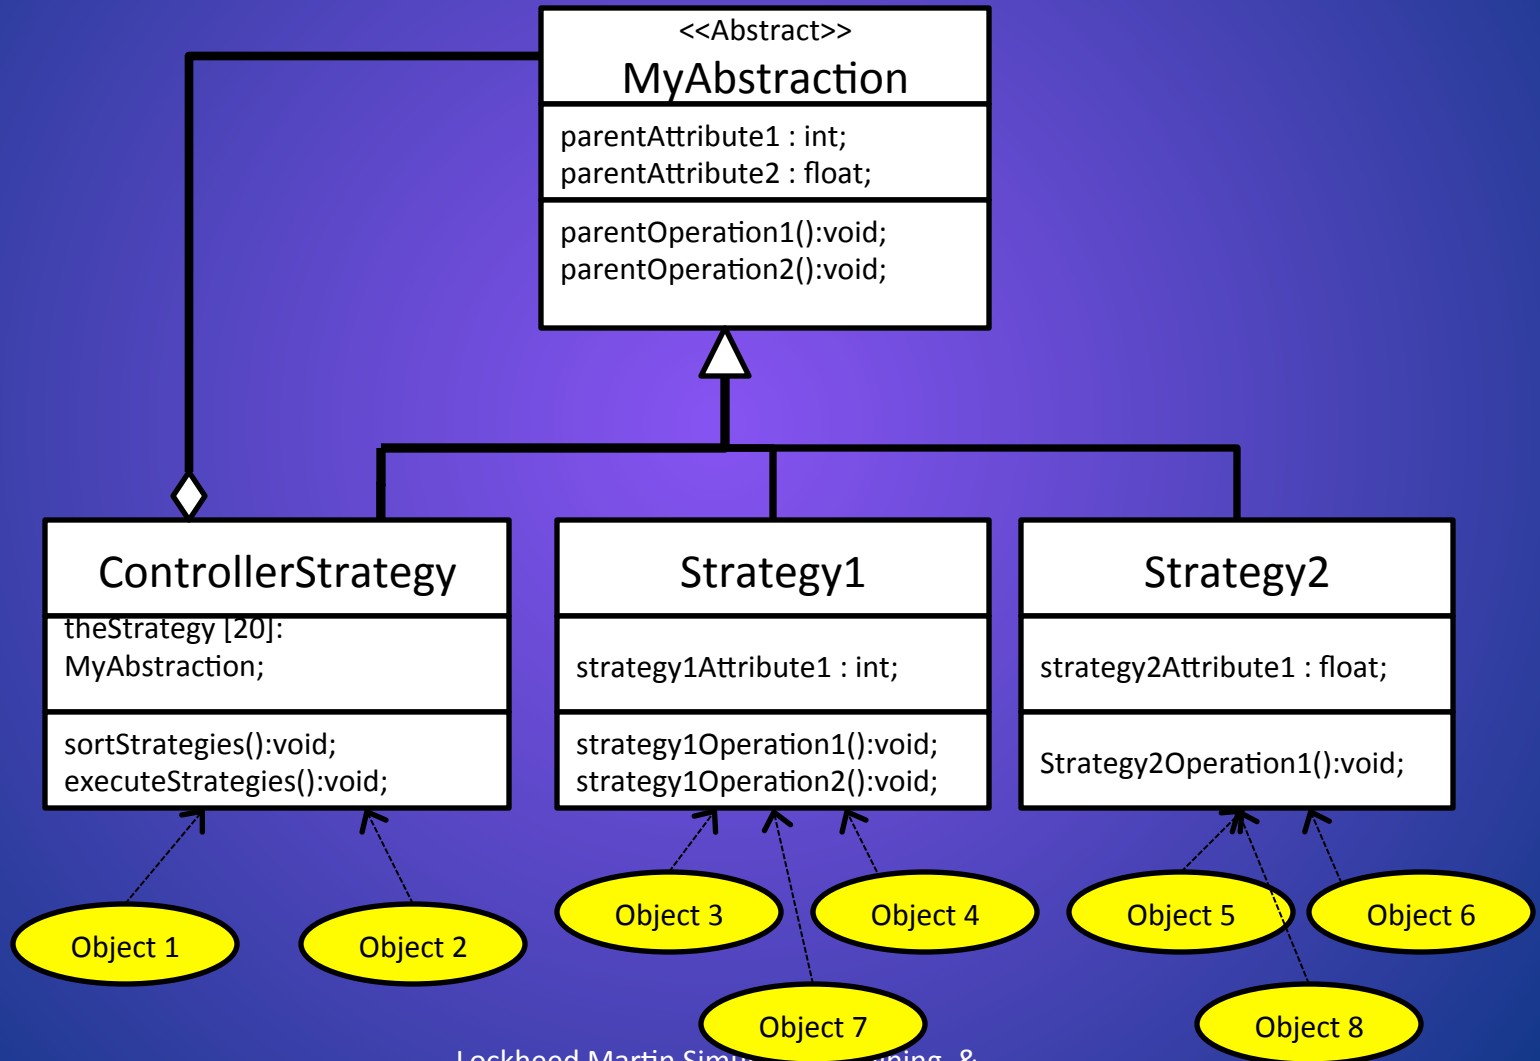 <<Abstract>>
MyAbstraction
parentAttribute1 : int;
parentAttribute2 : float;
parentOperation1():void;
parentOperation2():void;
ControllerStrategy
theStrategy [20]:
MyAbstraction;
sortStrategies():void;
executeStrategies():void;
Strategy1
strategy1Attribute1 : int;
strategy1Operation1():void;
strategy1Operation2():void;
Strategy2
strategy2Attribute1 : float;
Strategy2Operation1():void;
Object 1
Object 2
Object 3
Object 4
Object 5
Object 6
Object 7
Object 8
Lockheed Martin &